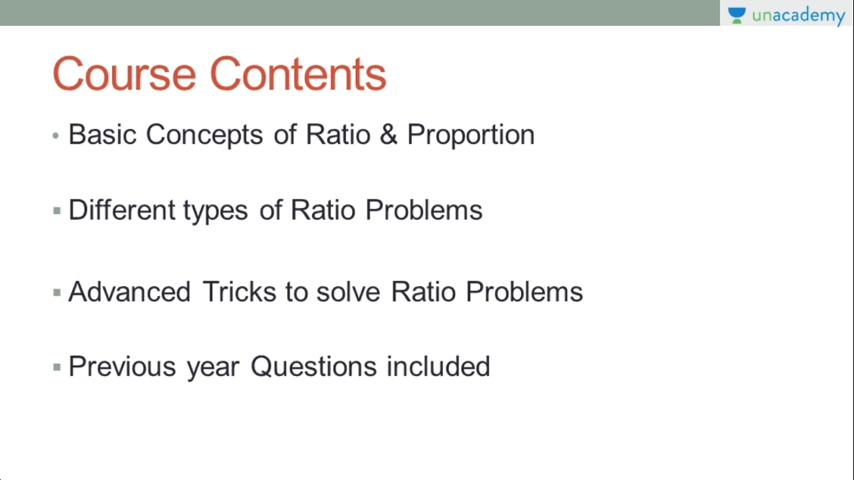 unacademy
Course Contents
• Basic Concepts of Ratio & Proportion
▪ Different types of Ratio Problems
▪ Advanced Tricks to solve Ratio Problems
▪ Previous year Questions included